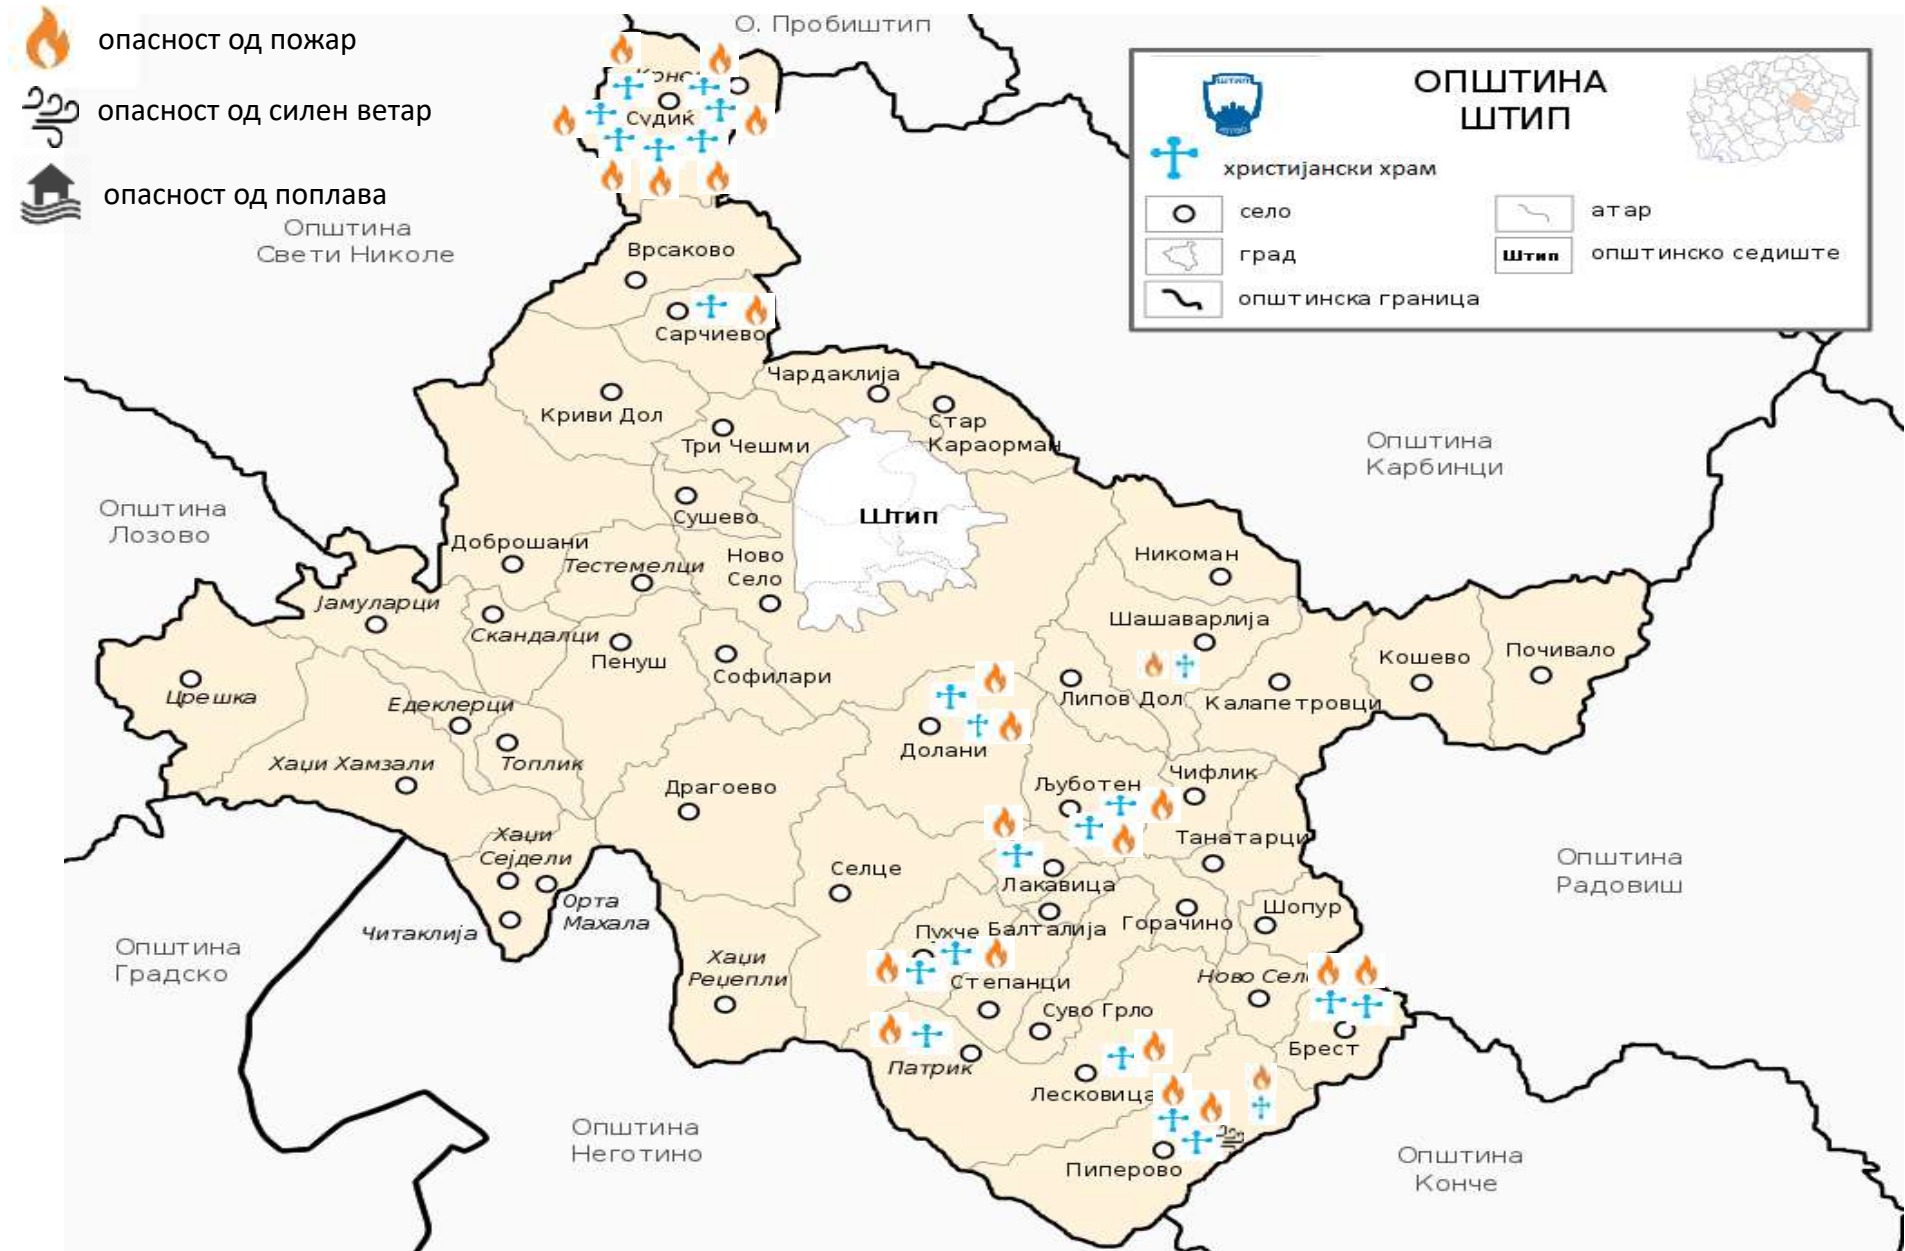 опасност од пожар
опасност од силен ветар
опасност од поплава
О. Пробиштип
ОПШТИНА
ШТИП
христијански храм
село
град
општинска граница
атар
Штип
општинско седиште
Општина
Свети Николе
Судиќ
Врсаково
Сарчиево
Чардаклија
Криви Дол
Стар
Караорман
Три Чешми
Општина
Карбинци
Општина
Лозово
Сушево
Штип
Доброшани
Тестемелци
Ново
Село
Никоман
Јамуларци
Скандалци
Пенуш
Софилари
Шашаварлија
Кошево
Почивало
Црешка
Едеклерци
Липов Дол
Калапетровци
Хаџи Хамзали
Топлик
Долани
Драгоево
Љуботен
Чифлик
Хаџи
Сејдели
Танатарци
Општина
Радовиш
Селце
Лакавица
Орта
Махала
Читаклија
Пухче
Балталија
Горачино
Шопур
Општина
Градско
Хаџи
Реџепли
Степанци
Ново
Суво Грло
Брест
Патрик
Лесковица
Општина
Неготино
Пиперово
Општина
Конче